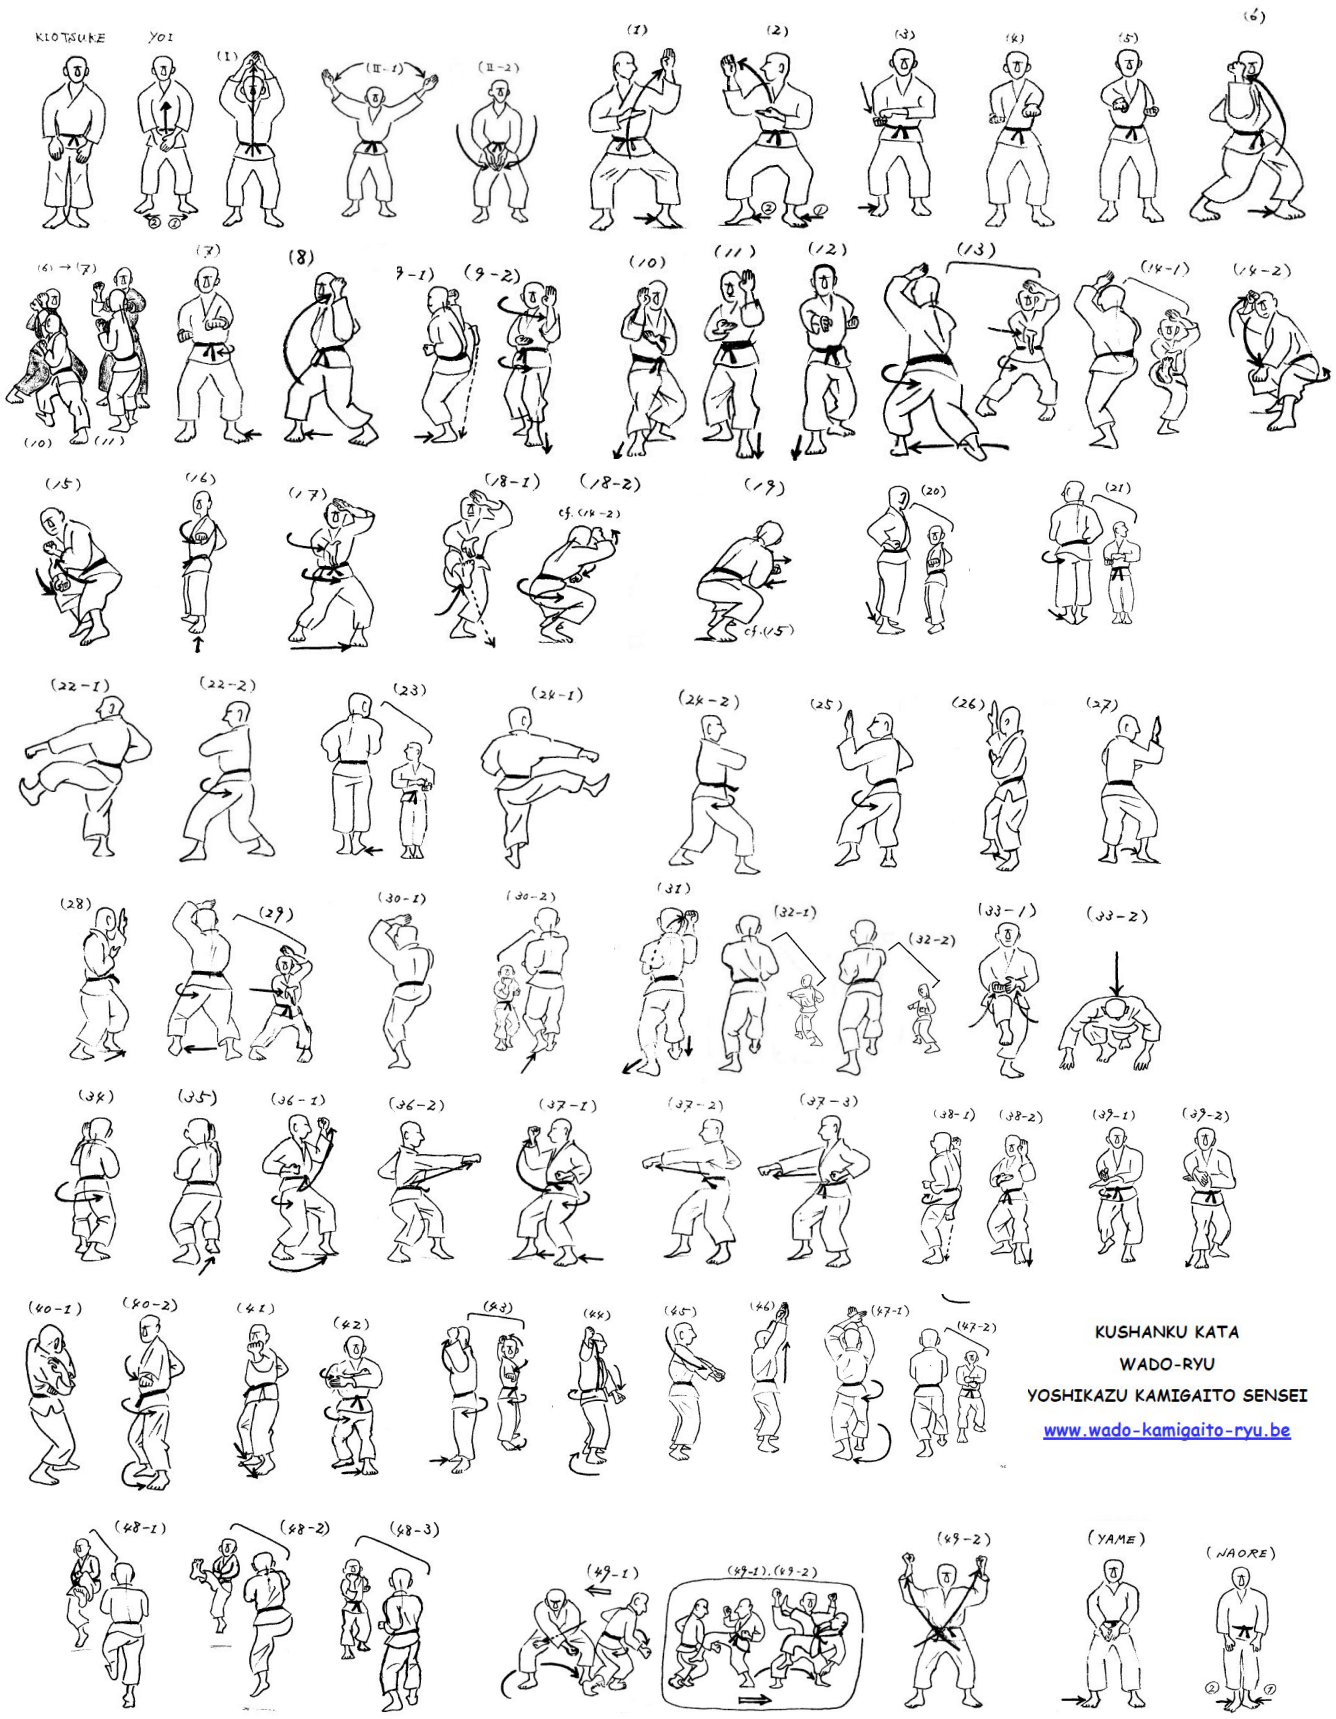 KIOTSUKE YOI (I) (II-1) (II-2) (1) (2) (3) (4) (5) (6)
② ① ② ①
(6)→(7) (7) (8) 9-1) (9-2) (10) (11) (12) (13) (14-1) (14-2)
(10) (11)
(15) (16) (17) (18-1) (18-2) (19) (20) (21)
cf.(14-2)
cf.(15)
(22-1) (22-2) (23) (24-1) (24-2) (25) (26) (27)
(28) (29) (30-1) (30-2) (31) (32-1) (32-2) (33-1) (33-2)
(34) (35) (36-1) (36-2) (37-1) (37-2) (37-3) (38-1) (38-2) (39-1) (39-2)
(40-1) (40-2) (41) (42) (43) (44) (45) (46) (47-1) (47-2)
KUSHANKU KATA
WADO-RYU
YOSHIKAZU KAMIGAITO SENSEI
www.wado-kamigaito-ryu.be
(48-1) (48-2) (48-3) (49-1) (49-1).(49-2) (49-2) (YAME) (NAORE)
② ①